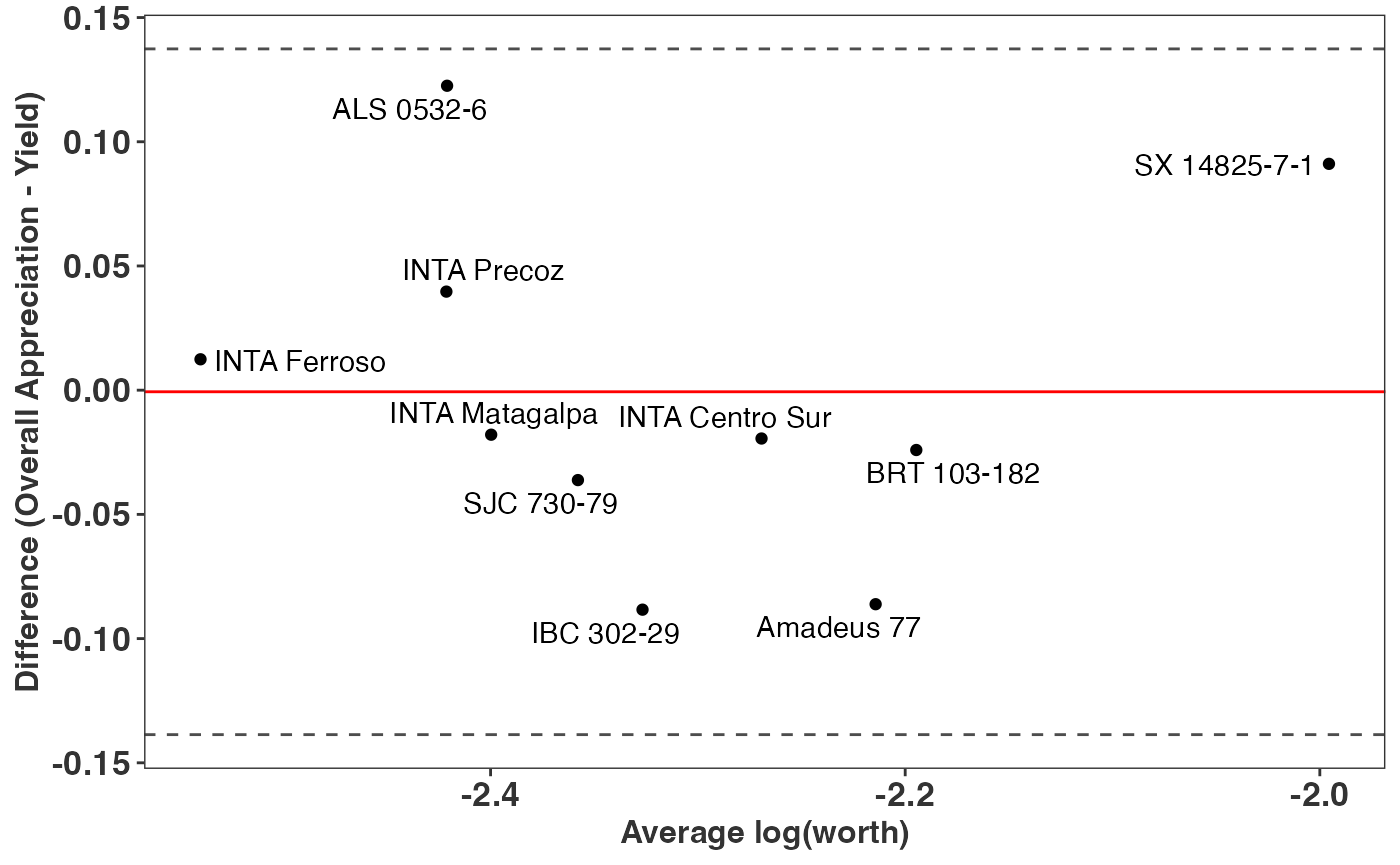 0.15
0.10
0.05
0.00
-0.05
-0.10
-0.15
Difference (Overall Appreciation - Yield)
ALS 0532-6
SX 14825-7-1
INTA Precoz
INTA Ferroso
INTA Matagalpa
INTA Centro Sur
BRT 103-182
SJC 730-79
IBC 302-29
Amadeus 77
-2.4
-2.2
-2.0
Average log(worth)